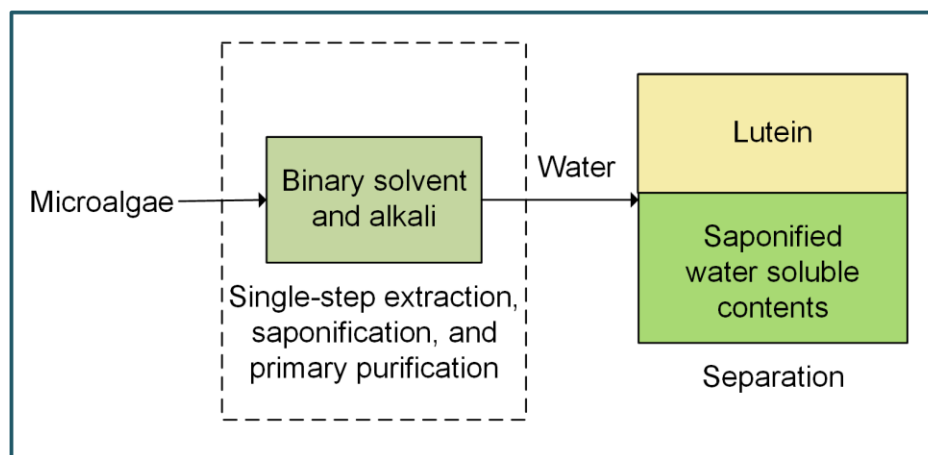 Microalgae
Binary solvent
and alkali
Single-step extraction,
saponification, and
primary purification
Water
Lutein
Saponified
water soluble
contents
Separation